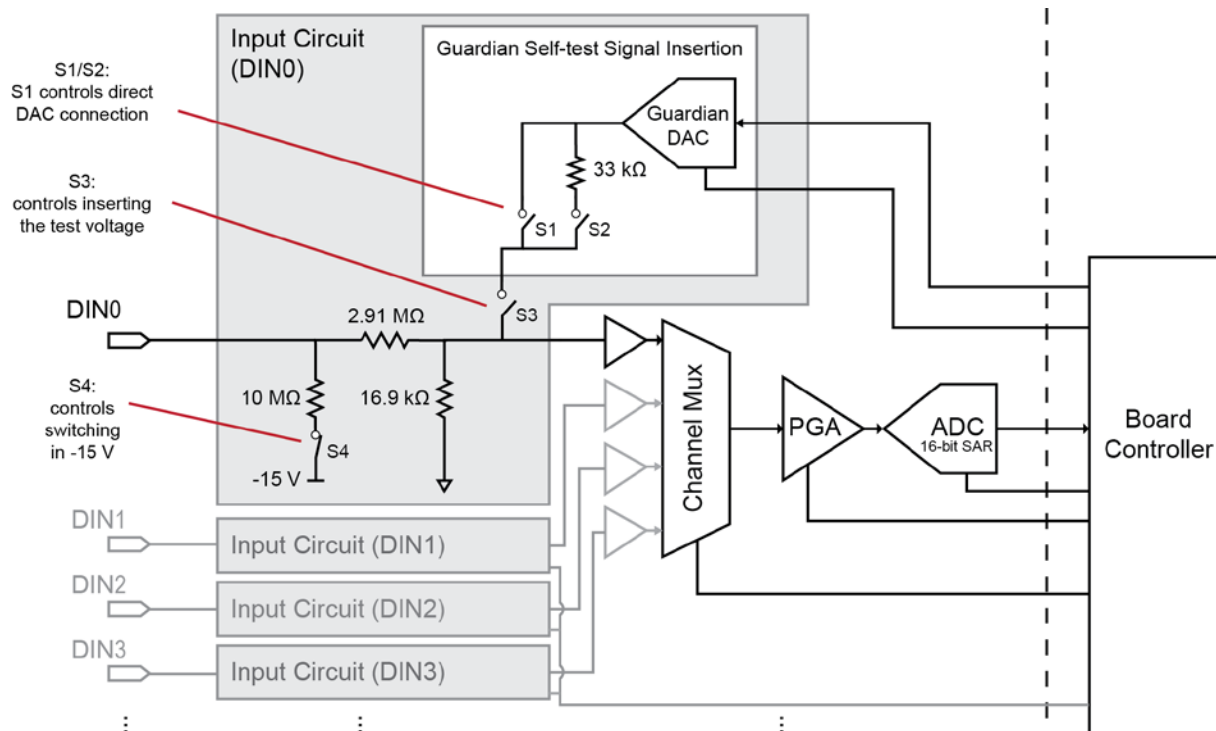 Input Circuit
(DIN0)
Guardian Self-test Signal Insertion
S1/S2:
S1 controls direct
DAC connection
Guardian
DAC
33 kΩ
S1
S2
S3:
controls inserting
the test voltage
S3
DIN0
2.91 MΩ
10 MΩ
16.9 kΩ
S4:
controls
switching
in -15 V
S4
-15 V
Channel Mux
PGA
ADC
16-bit SAR
Board
Controller
DIN1
Input Circuit (DIN1)
DIN2
Input Circuit (DIN2)
DIN3
Input Circuit (DIN3)